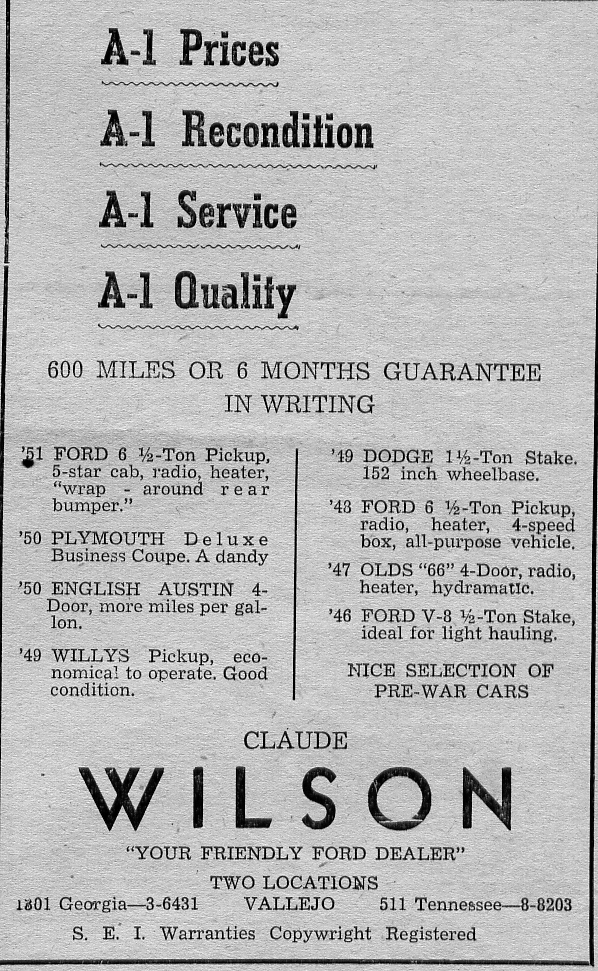 A-1 Prices
A-1 Recondition
A-1 Service
A-1 Quality
600 MILES OR 6 MONTHS GUARANTEE
IN WRITING
'51 FORD 6 ½-Ton Pickup,
5-star cab, radio, heater,
"wrap - around rear
bumper."
'50 PLYMOUTH Deluxe
Business Coupe. A dandy
'50 ENGLISH AUSTIN 4-
Door, more miles per gal-
lon.
'49 WILLYS Pickup, eco-
nomical to operate. Good
condition.
'49 DODGE 1½-Ton Stake.
152 inch wheelbase.
'48 FORD 6 ½-Ton Pickup,
radio, heater, 4-speed
box, all-purpose vehicle.
'47 OLDS "66" 4-Door, radio,
heater, hydramatic.
'46 FORD V-8 ½-Ton Stake,
ideal for light hauling.
NICE SELECTION OF
PRE-WAR CARS
CLAUDE
WILSON
"YOUR FRIENDLY FORD DEALER"
TWO LOCATIONS
1301 Georgia—3-6431 VALLEJO 511 Tennessee—8-8203
S. E. I. Warranties Copyright Registered